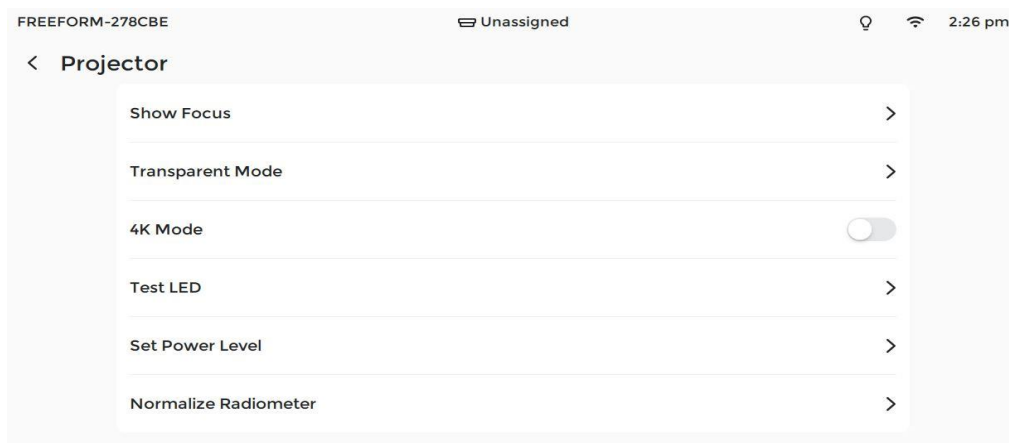 FREEFORM-278CBE Unassigned 2:26 pm
Projector
Show Focus
Transparent Mode
4K Mode
Test LED
Set Power Level
Normalize Radiometer